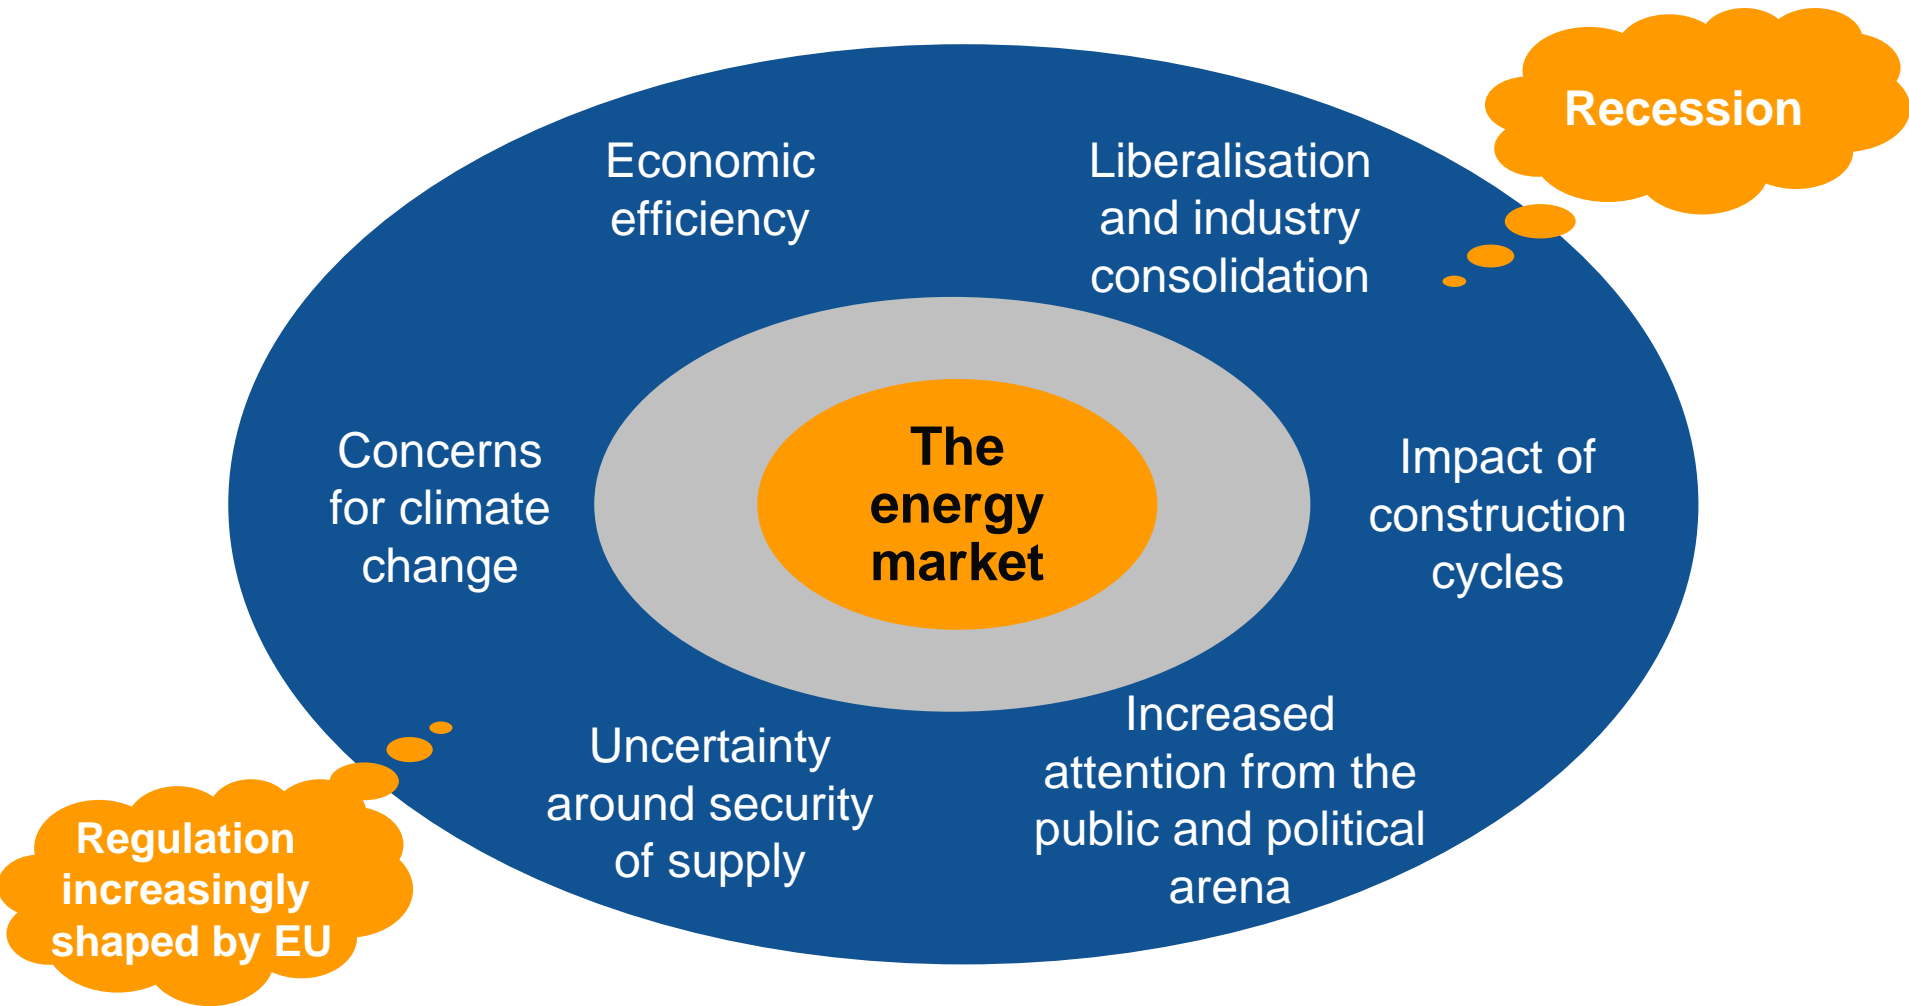 Recession
Economic
efficiency
Liberalisation
and industry
consolidation
Concerns
for climate
change
The
energy
market
Impact of
construction
cycles
Uncertainty
around security
of supply
Increased
attention from the
public and political
arena
Regulation
increasingly
shaped by EU